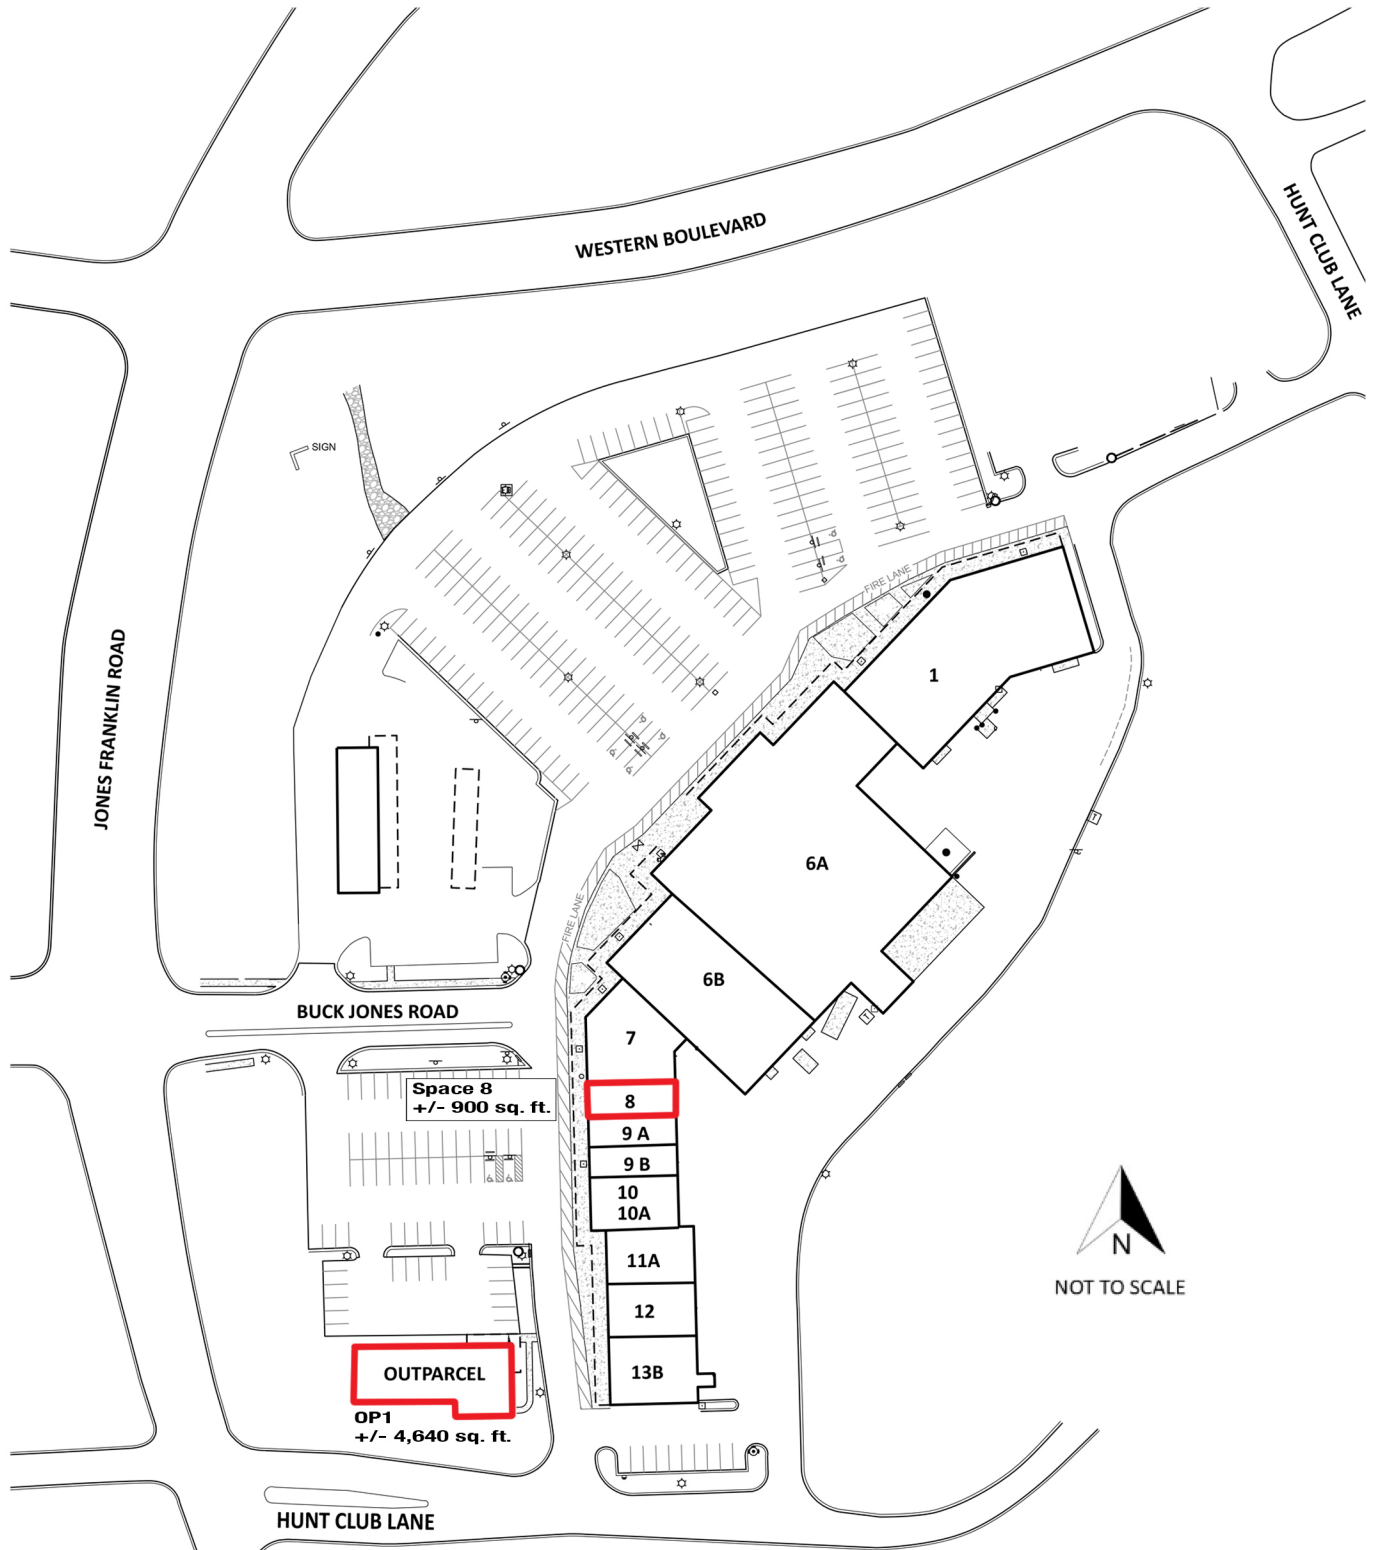 WESTERN BOULEVARD
HUNT CLUB LANE
SIGN
FIRE LANE
JONES FRANKLIN ROAD
1
6A
FIRE LANE
6B
BUCK JONES ROAD
7
Space 8
+/- 900 sq. ft.
8
9 A
9 B
10
10A
11A
N
NOT TO SCALE
12
OUTPARCEL
13B
OP1
+/- 4,640 sq. ft.
HUNT CLUB LANE
T
T